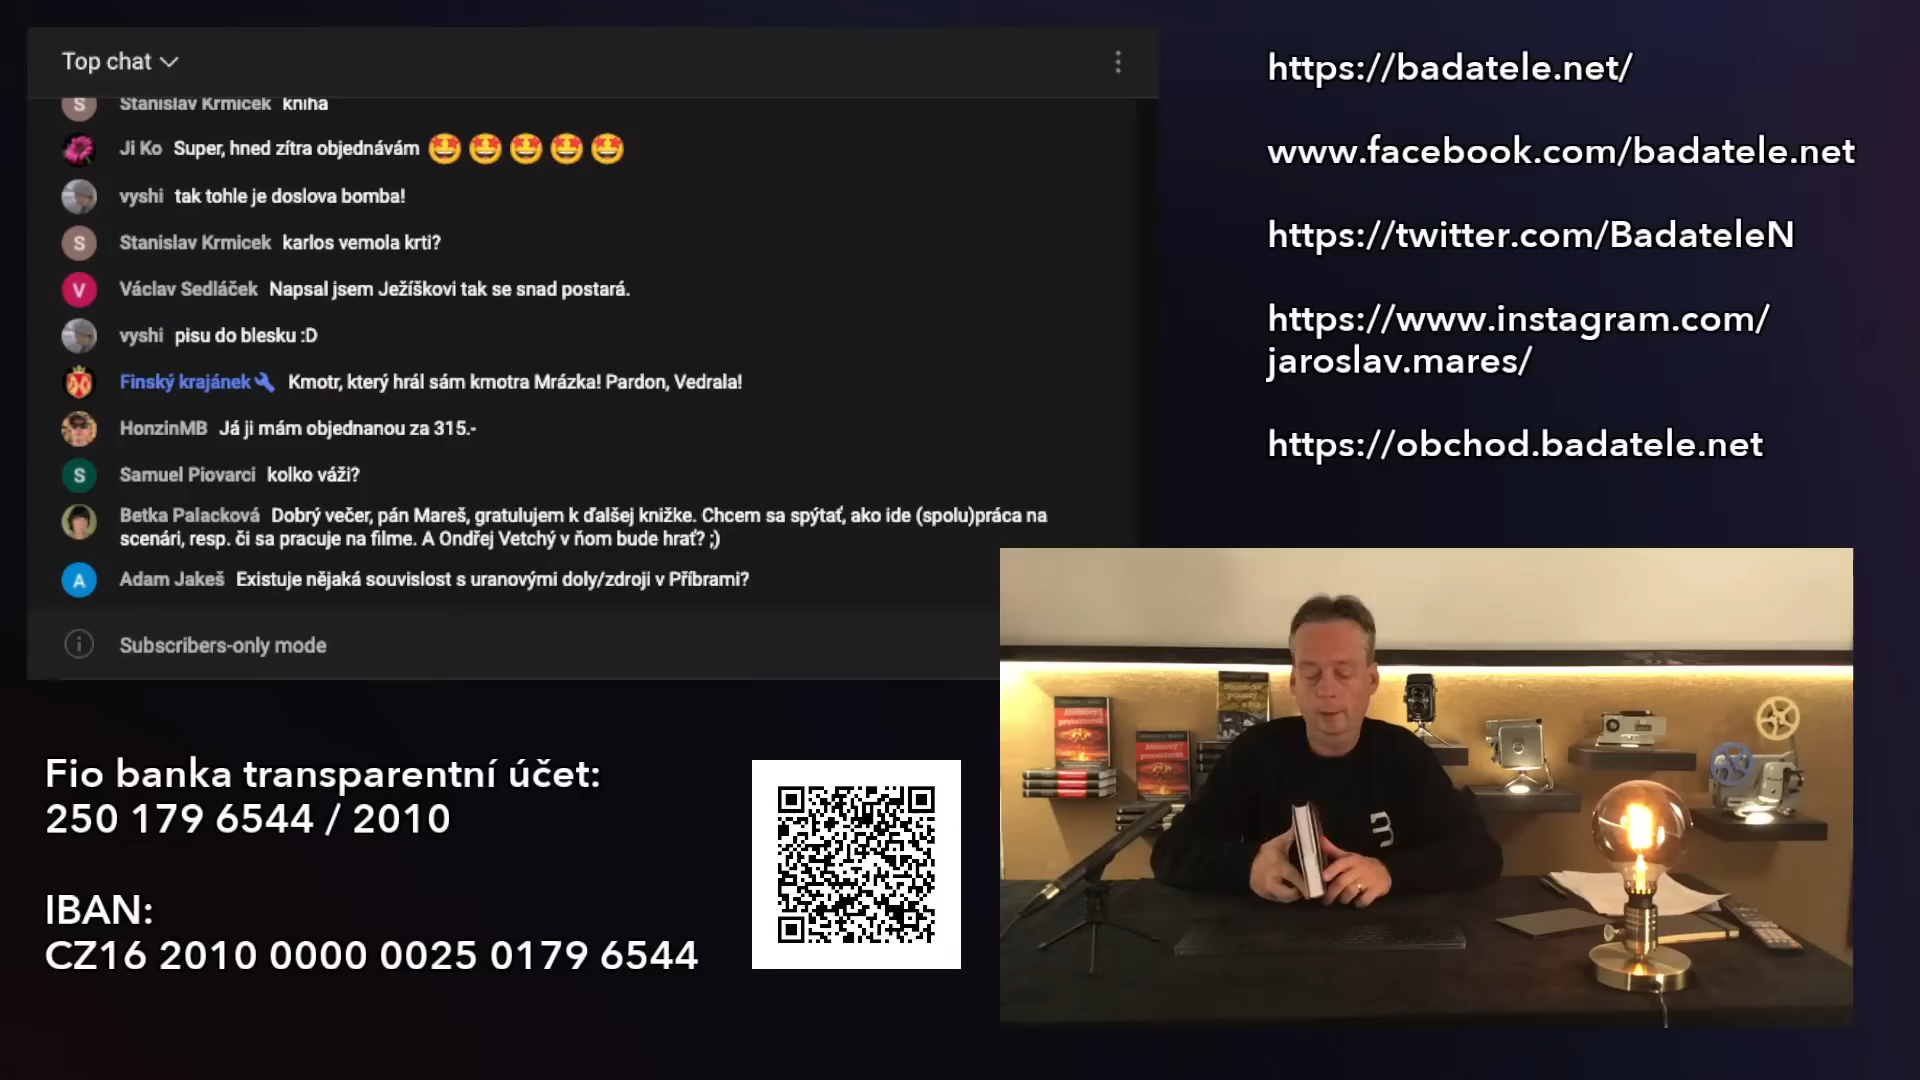 Top chat
Stanislav Krmicek kniha
Ji Ko Super, hned zítra objednávám
vyshi tak tohle je doslova bomba!
S Stanislav Krmicek karlos vemola krti?
V Václav Sedláček Napsal jsem Ježíškovi tak se snad postará.
vyshi pisu do blesku :D
Finský krajánek Kmotr, který hrál sám kmotra Mrázka! Pardon, Vedrala!
HonzinMB Já ji mám objednanou za 315.-
S Samuel Piovarci kolko váži?
Betka Palacková Dobrý večer, pán Mareš, gratulujem k ďalšej knižke. Chcem sa spýtať, ako ide (spolu)práca na
scenári, resp. či sa pracuje na filme. A Ondřej Vetchý v ňom bude hrať? ;)
A Adam Jakeš Existuje nějaká souvislost s uranovými doly/zdroji v Příbrami?
Subscribers-only mode
https://badatele.net/
www.facebook.com/badatele.net
https://twitter.com/BadateleN
https://www.instagram.com/
jaroslav.mares/
https://obchod.badatele.net
Fio banka transparentní účet:
250 179 6544 / 2010
IBAN:
CZ16 2010 0000 0025 0179 6544
Atomový
protektorát
Atomový
protektorát